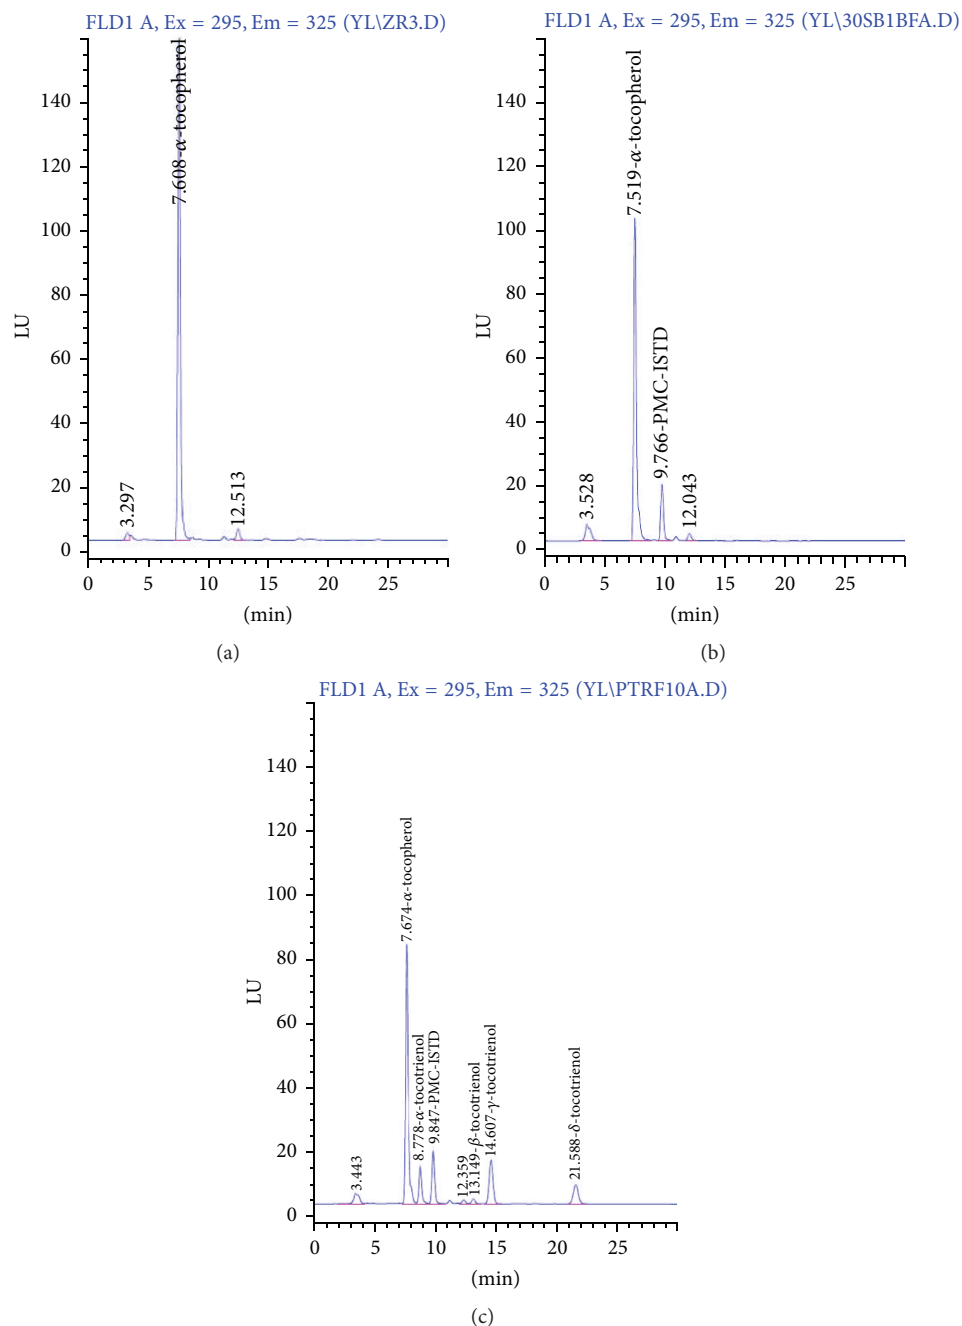 FLD1 A, Ex = 295, Em = 325 (YL\ZR3.D)
140
120
100
80
60
40
20
0
LU
3.297
7.608-α-tocopherol
12.513
0 5 10 15 20 25
(min)
(a)
FLD1 A, Ex = 295, Em = 325 (YL\30SB1BFA.D)
140
120
100
80
60
40
20
0
LU
3.528
7.519-α-tocopherol
9.766-PMC-ISTD
12.043
0 5 10 15 20 25
(min)
(b)
FLD1 A, Ex = 295, Em = 325 (YL\PTRF10A.D)
140
120
100
80
60
40
20
0
LU
3.443
7.674-α-tocopherol
8.778-α-tocotrienol
9.847-PMC-ISTD
12.359
13.149-β-tocotrienol
14.607-γ-tocotrienol
21.588-δ-tocotrienol
0 5 10 15 20 25
(min)
(c)